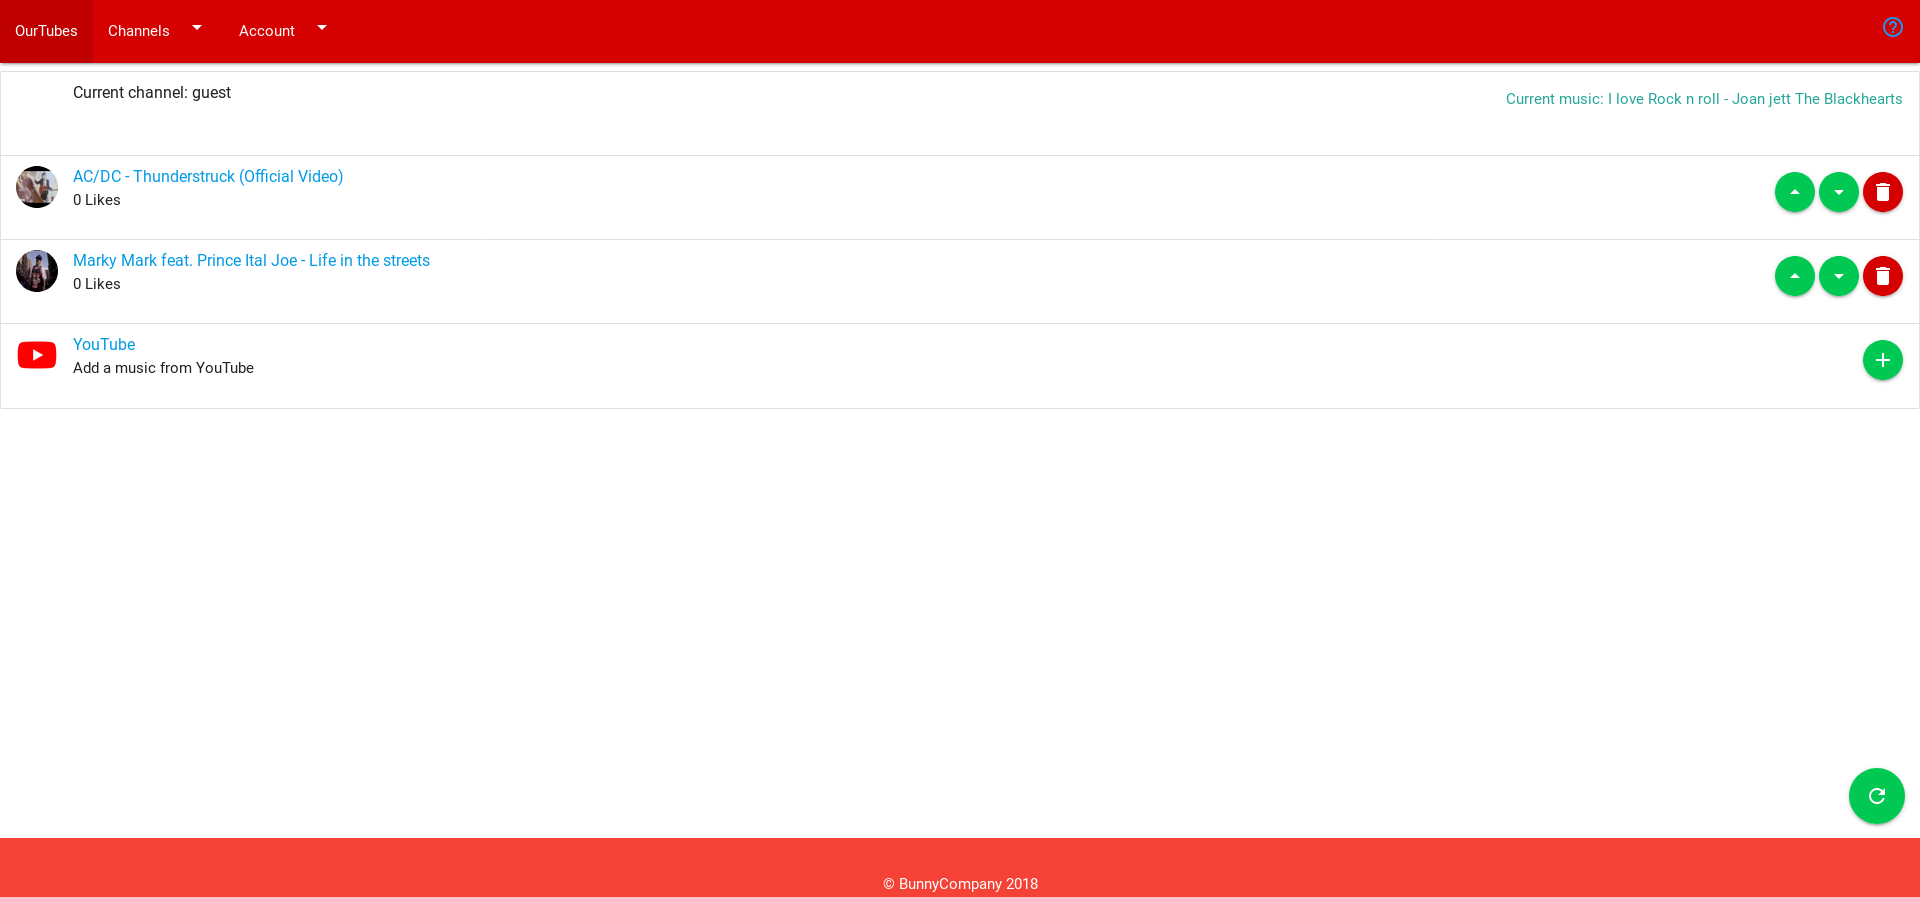 OurTubes Channels Account
Current channel: guest
Current music: I love Rock n roll - Joan jett The Blackhearts
AC/DC - Thunderstruck (Official Video)
0 Likes
Marky Mark feat. Prince Ital Joe - Life in the streets
0 Likes
YouTube
Add a music from YouTube
© BunnyCompany 2018